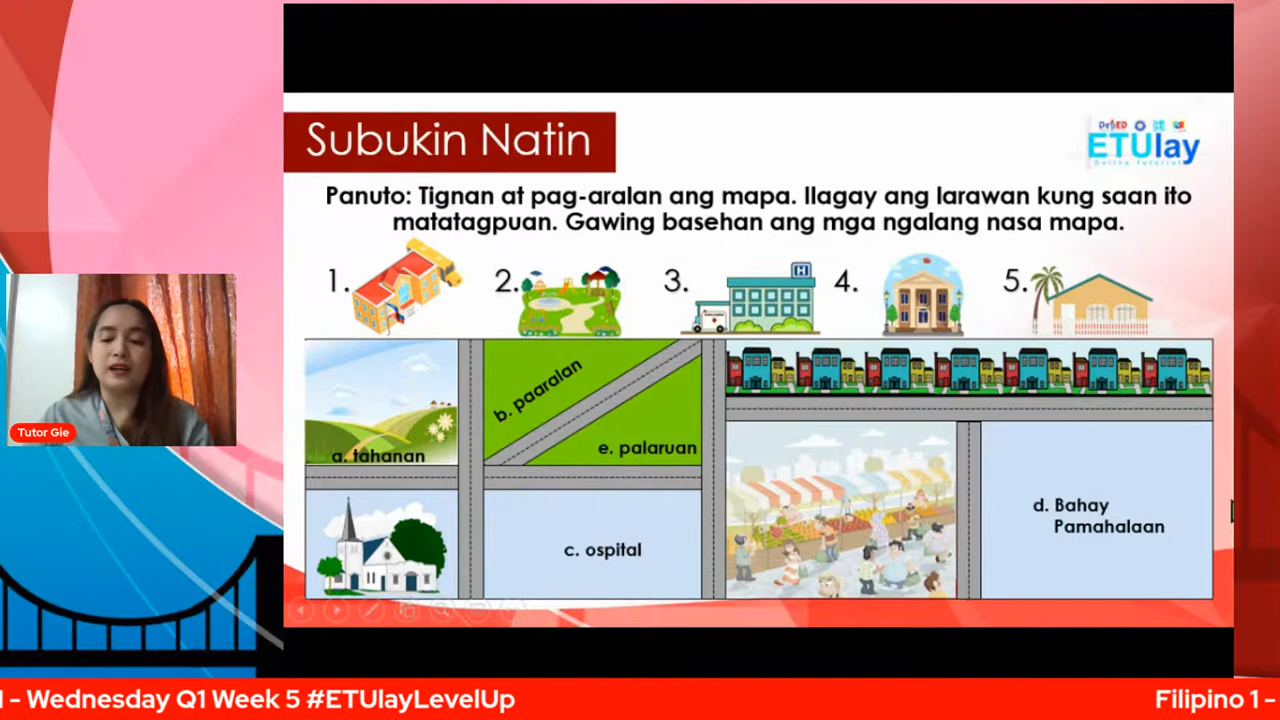 Subukin Natin
DepED
ETUlay
Online Tutorial
Panuto: Tignan at pag-aralan ang mapa. Ilagay ang larawan kung saan ito
matatagpuan. Gawing basehan ang mga ngalang nasa mapa.
1. 2. 3. 4. 5.
H
b. paaralan
e. palaruan
a. tahanan
Tutor Gie
d. Bahay
Pamahalaan
c. ospital
- Wednesday Q1 Week 5 #ETUlayLevelUp
Filipino 1 -